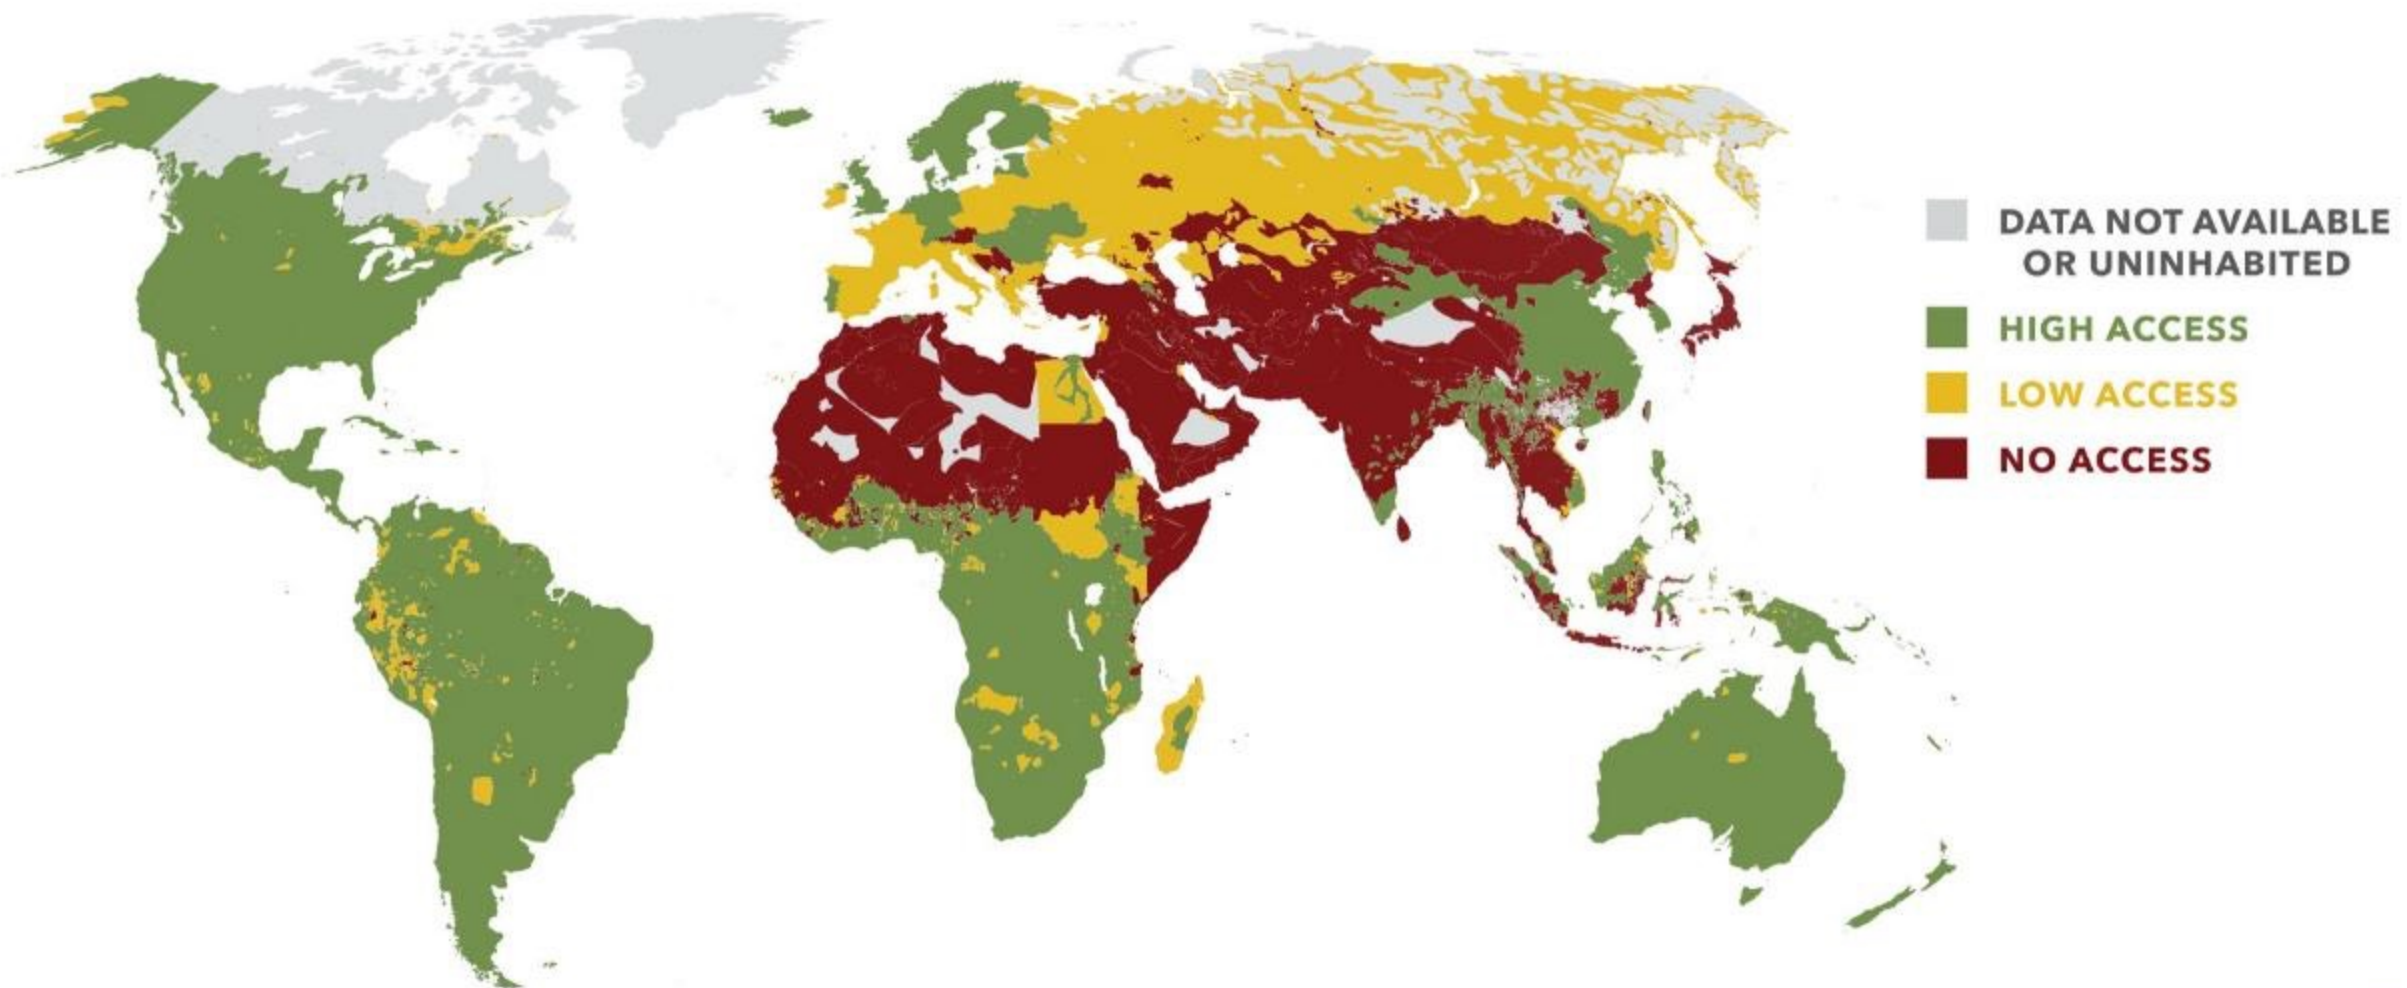 DATA NOT AVAILABLE
OR UNINHABITED
HIGH ACCESS
LOW ACCESS
NO ACCESS